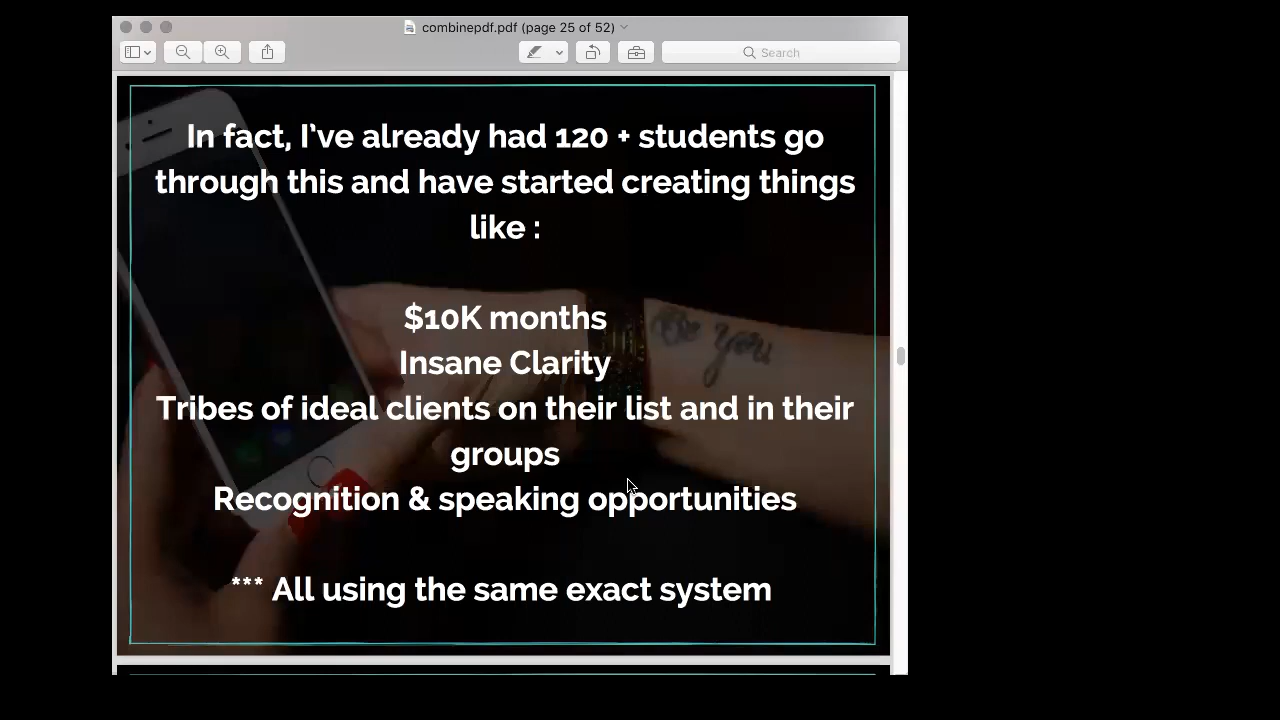 combinepdf.pdf (page 25 of 52)
Search
In fact, I've already had 120 + students go
through this and have started creating things
like :
$10K months
Insane Clarity
Tribes of ideal clients on their list and in their
groups
Recognition & speaking opportunities
*** All using the same exact system
Be you